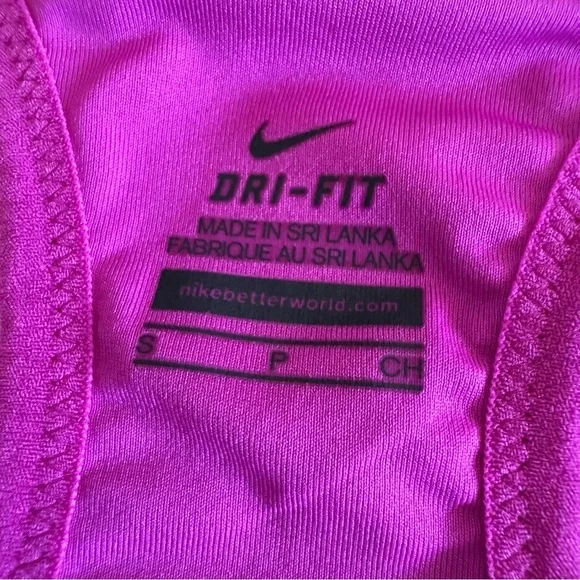 DRI-FIT
MADE IN SRI LANKA
FABRIQUE AU SRI LANKA
nikebetterworld.com
S P CH